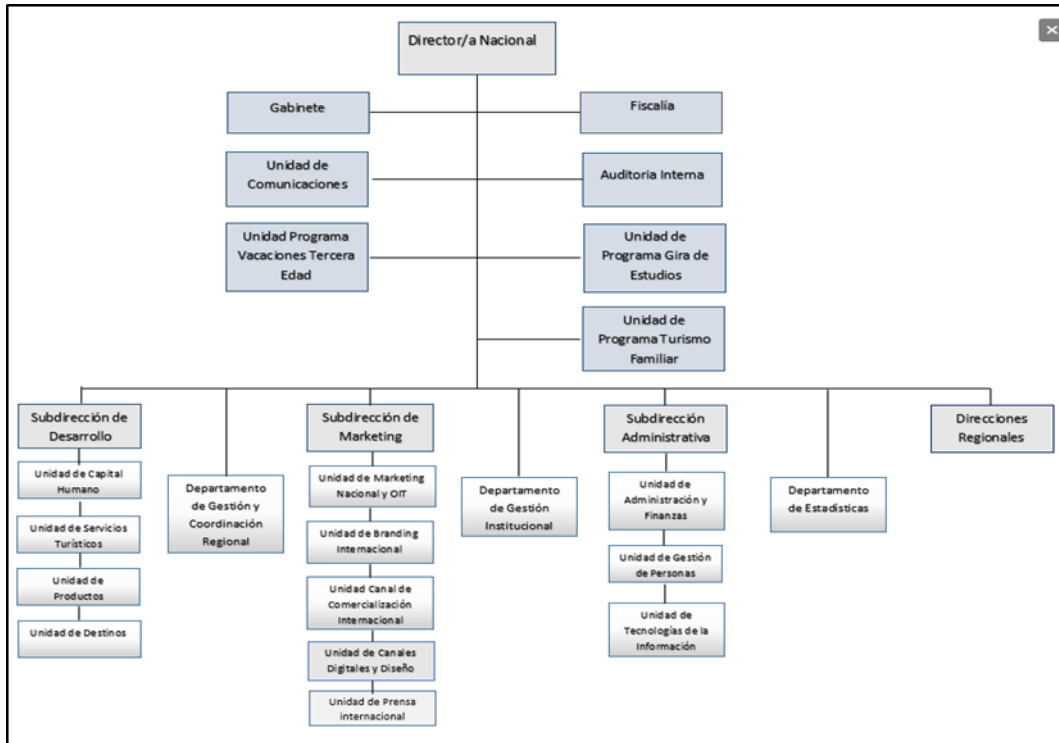 Director/a Nacional
Gabinete
Fiscalía
Unidad de
Comunicaciones
Auditoria Interna
Unidad Programa
Vacaciones Tercera
Edad
Unidad de
Programa Gira de
Estudios
Unidad de
Programa Turismo
Familiar
Subdirección de
Desarrollo
Unidad de Capital
Humano
Unidad de Servicios
Turísticos
Unidad de
Productos
Unidad de Destinos
Departamento
de Gestión y
Coordinación
Regional
Subdirección de
Marketing
Unidad de Marketing
Nacional y OIT
Unidad de Branding
Internacional
Unidad Canal de
Comercialización
Internacional
Unidad de Canales
Digitales y Diseño
Unidad de Prensa
internacional
Departamento
de Gestión
Institucional
Subdirección
Administrativa
Unidad de
Administración y
Finanzas
Unidad de Gestión
de Personas
Unidad de
Tecnologías de la
Información
Departamento
de Estadísticas
Direcciones
Regionales